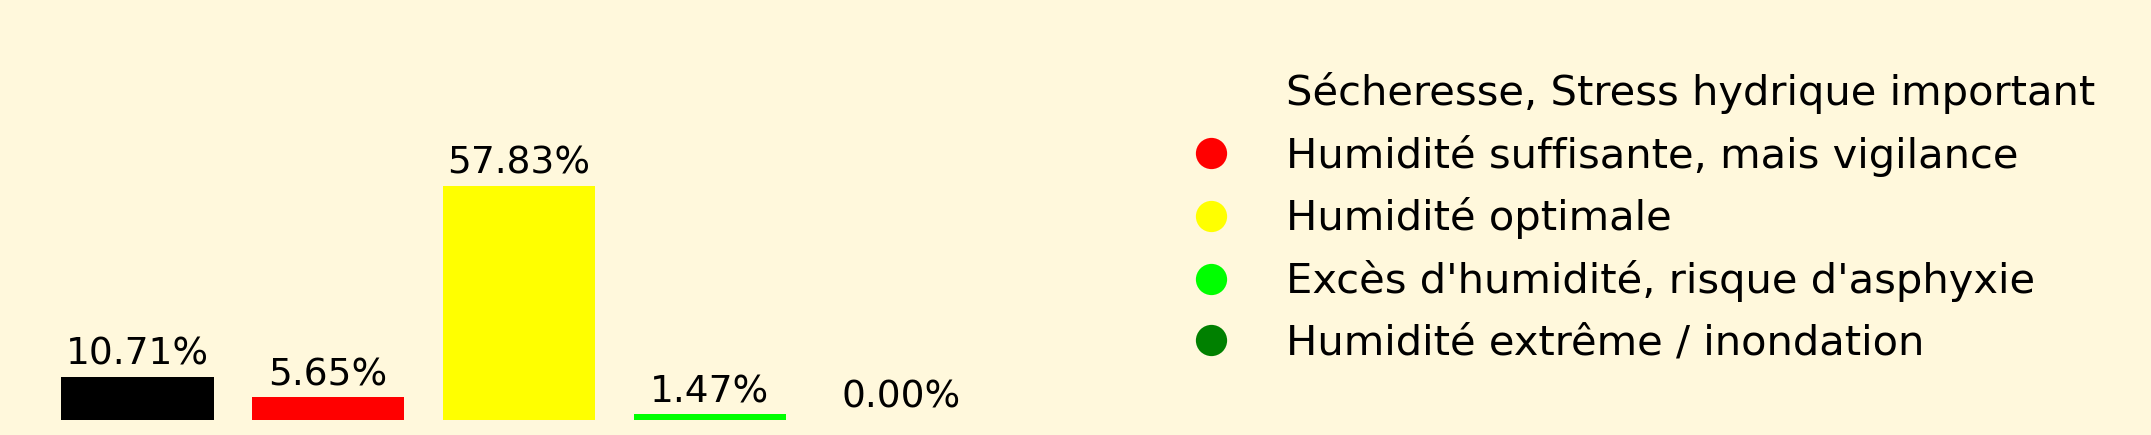 57.83%
10.71%
5.65%
1.47%
0.00%
Sécheresse, Stress hydrique important
Humidité suffisante, mais vigilance
Humidité optimale
Excès d'humidité, risque d'asphyxie
Humidité extrême / inondation